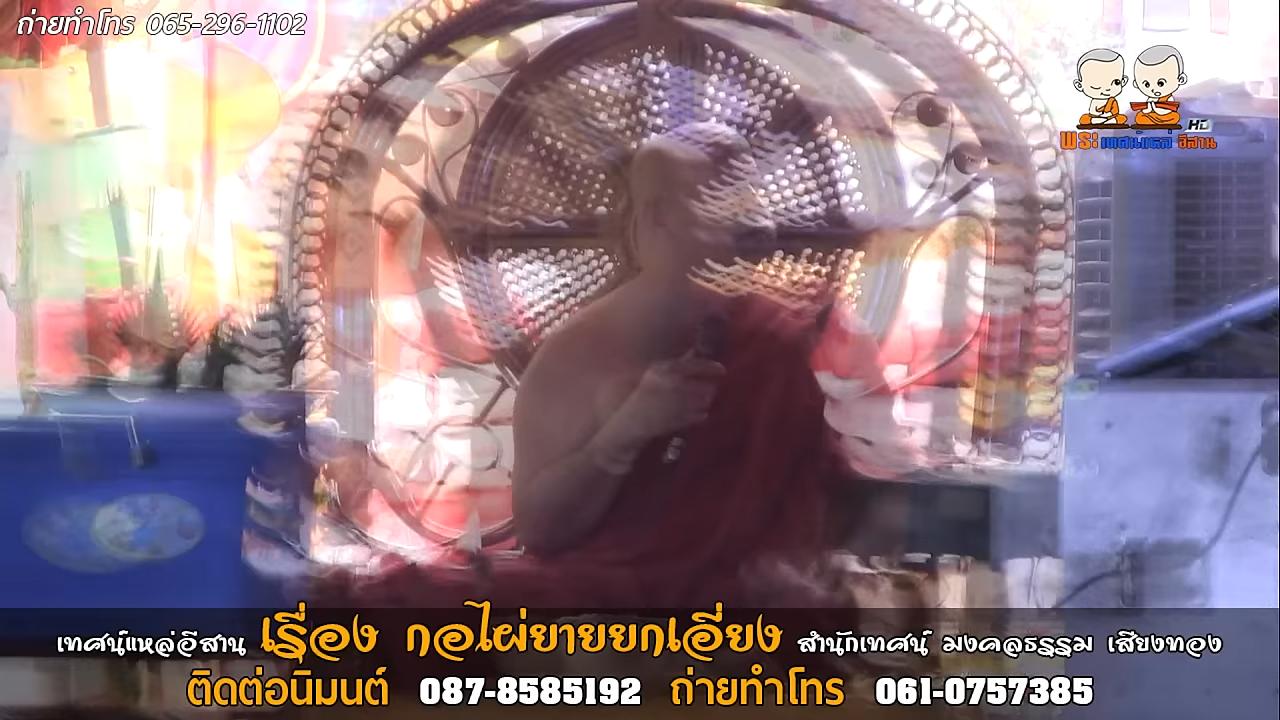 ถ่ายทำโทร 065-296-1102
HD
พระเทศน์แหล่ อีสาน
เทศน์แหล่อีสาน เรื่อง กอไผ่ยายยกเอี่ยง สำนักเทศน์ มงคลธรรม เสียงทอง
ติดต่อนิมนต์ 087-8585192 ถ่ายทำโทร 061-0757385